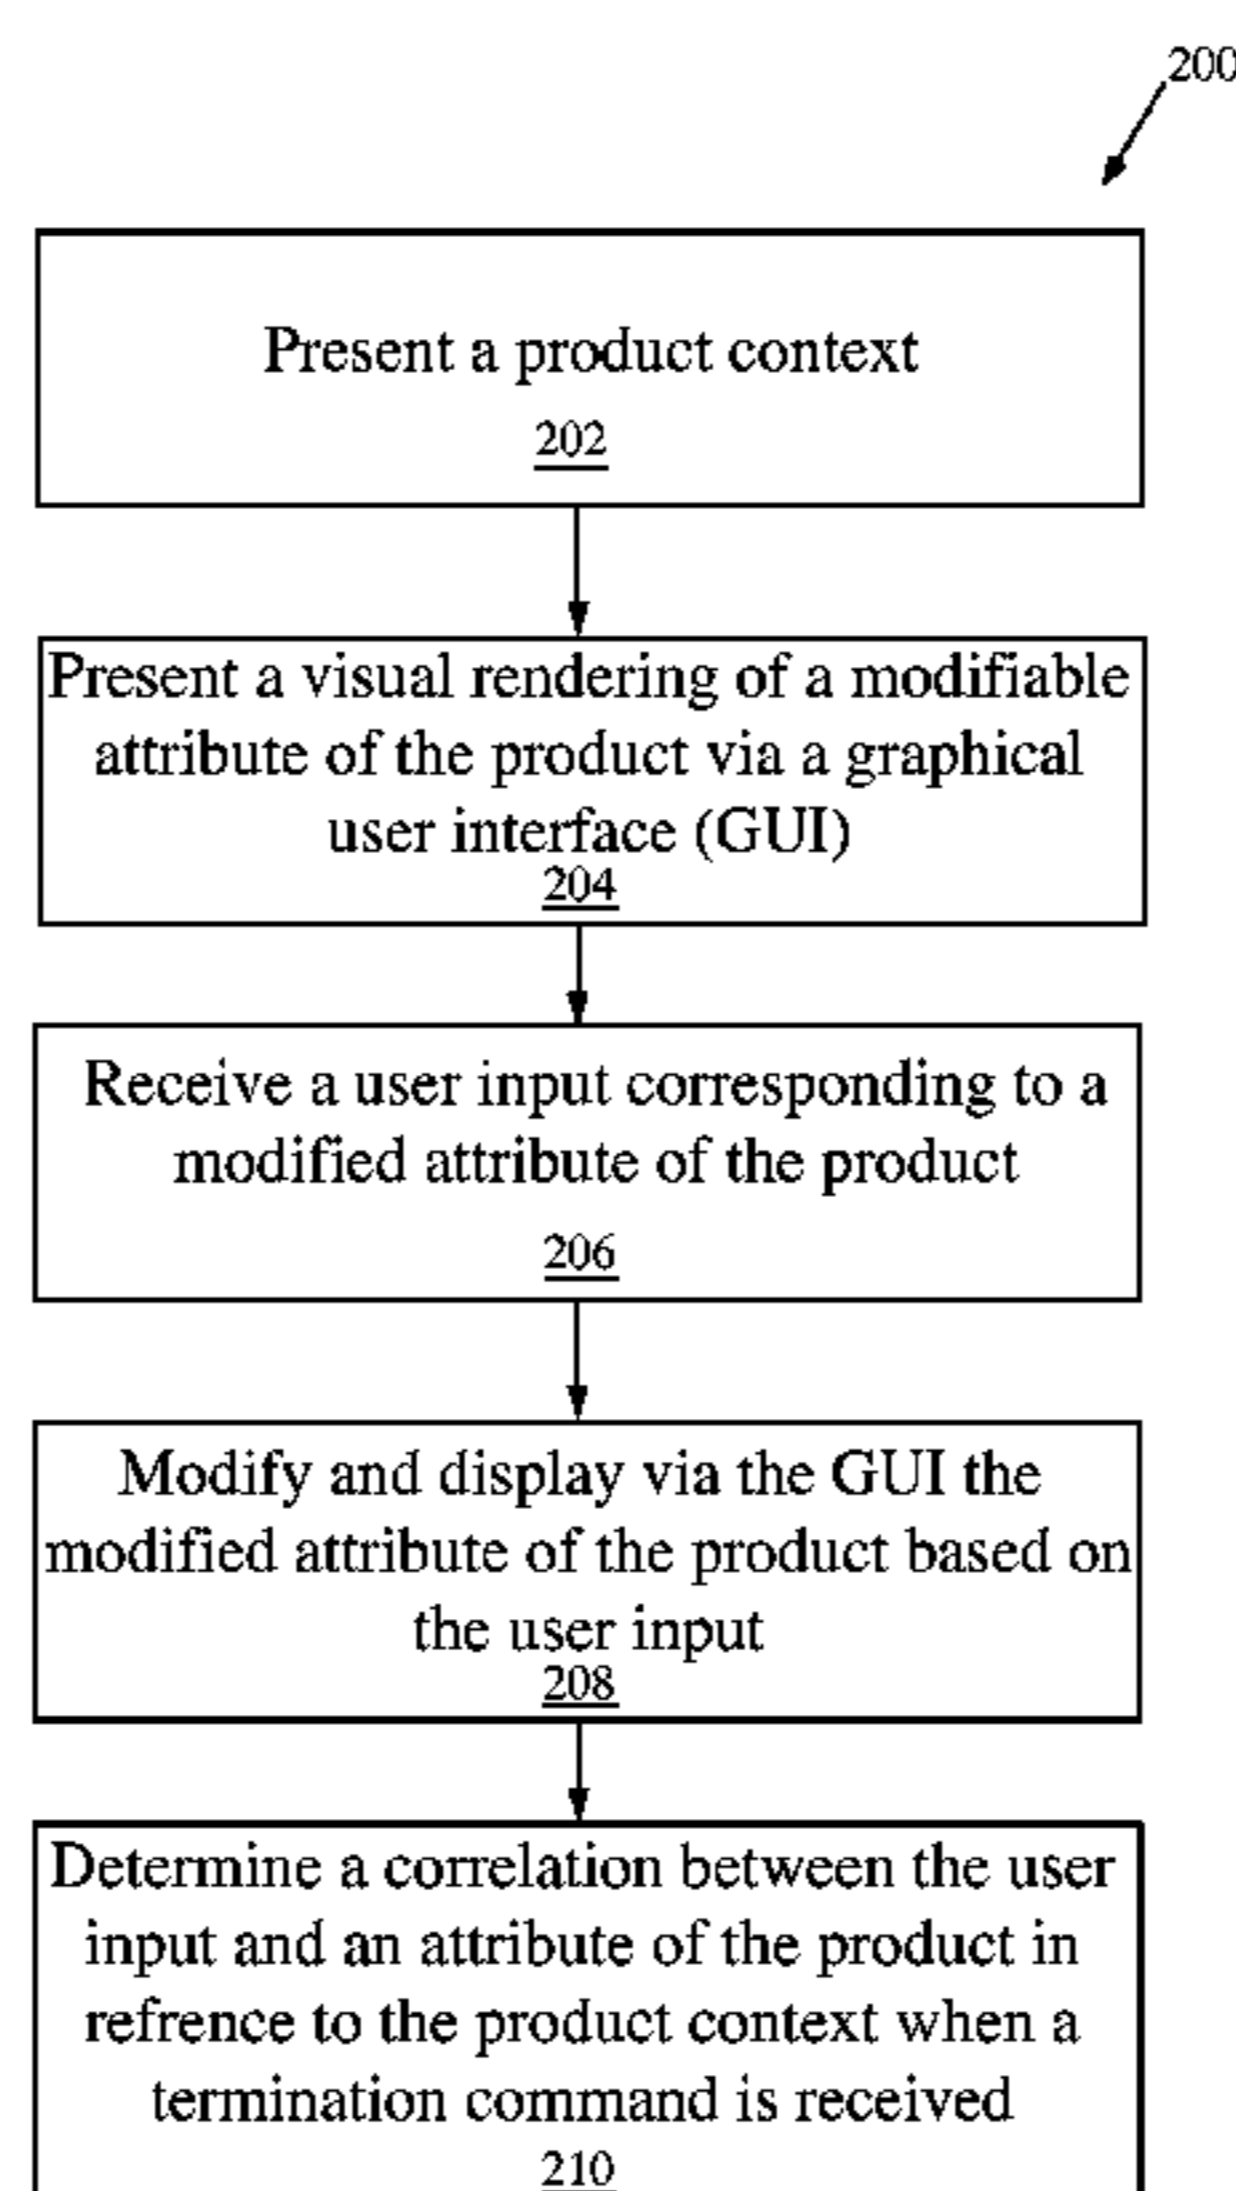 200
Present a product context
202
Present a visual rendering of a modifiable
attribute of the product via a graphical
user interface (GUI)
204
Receive a user input corresponding to a
modified attribute of the product
206
Modify and display via the GUI the
modified attribute of the product based on
the user input
208
Determine a correlation between the user
input and an attribute of the product in
refrence to the product context when a
termination command is received
210